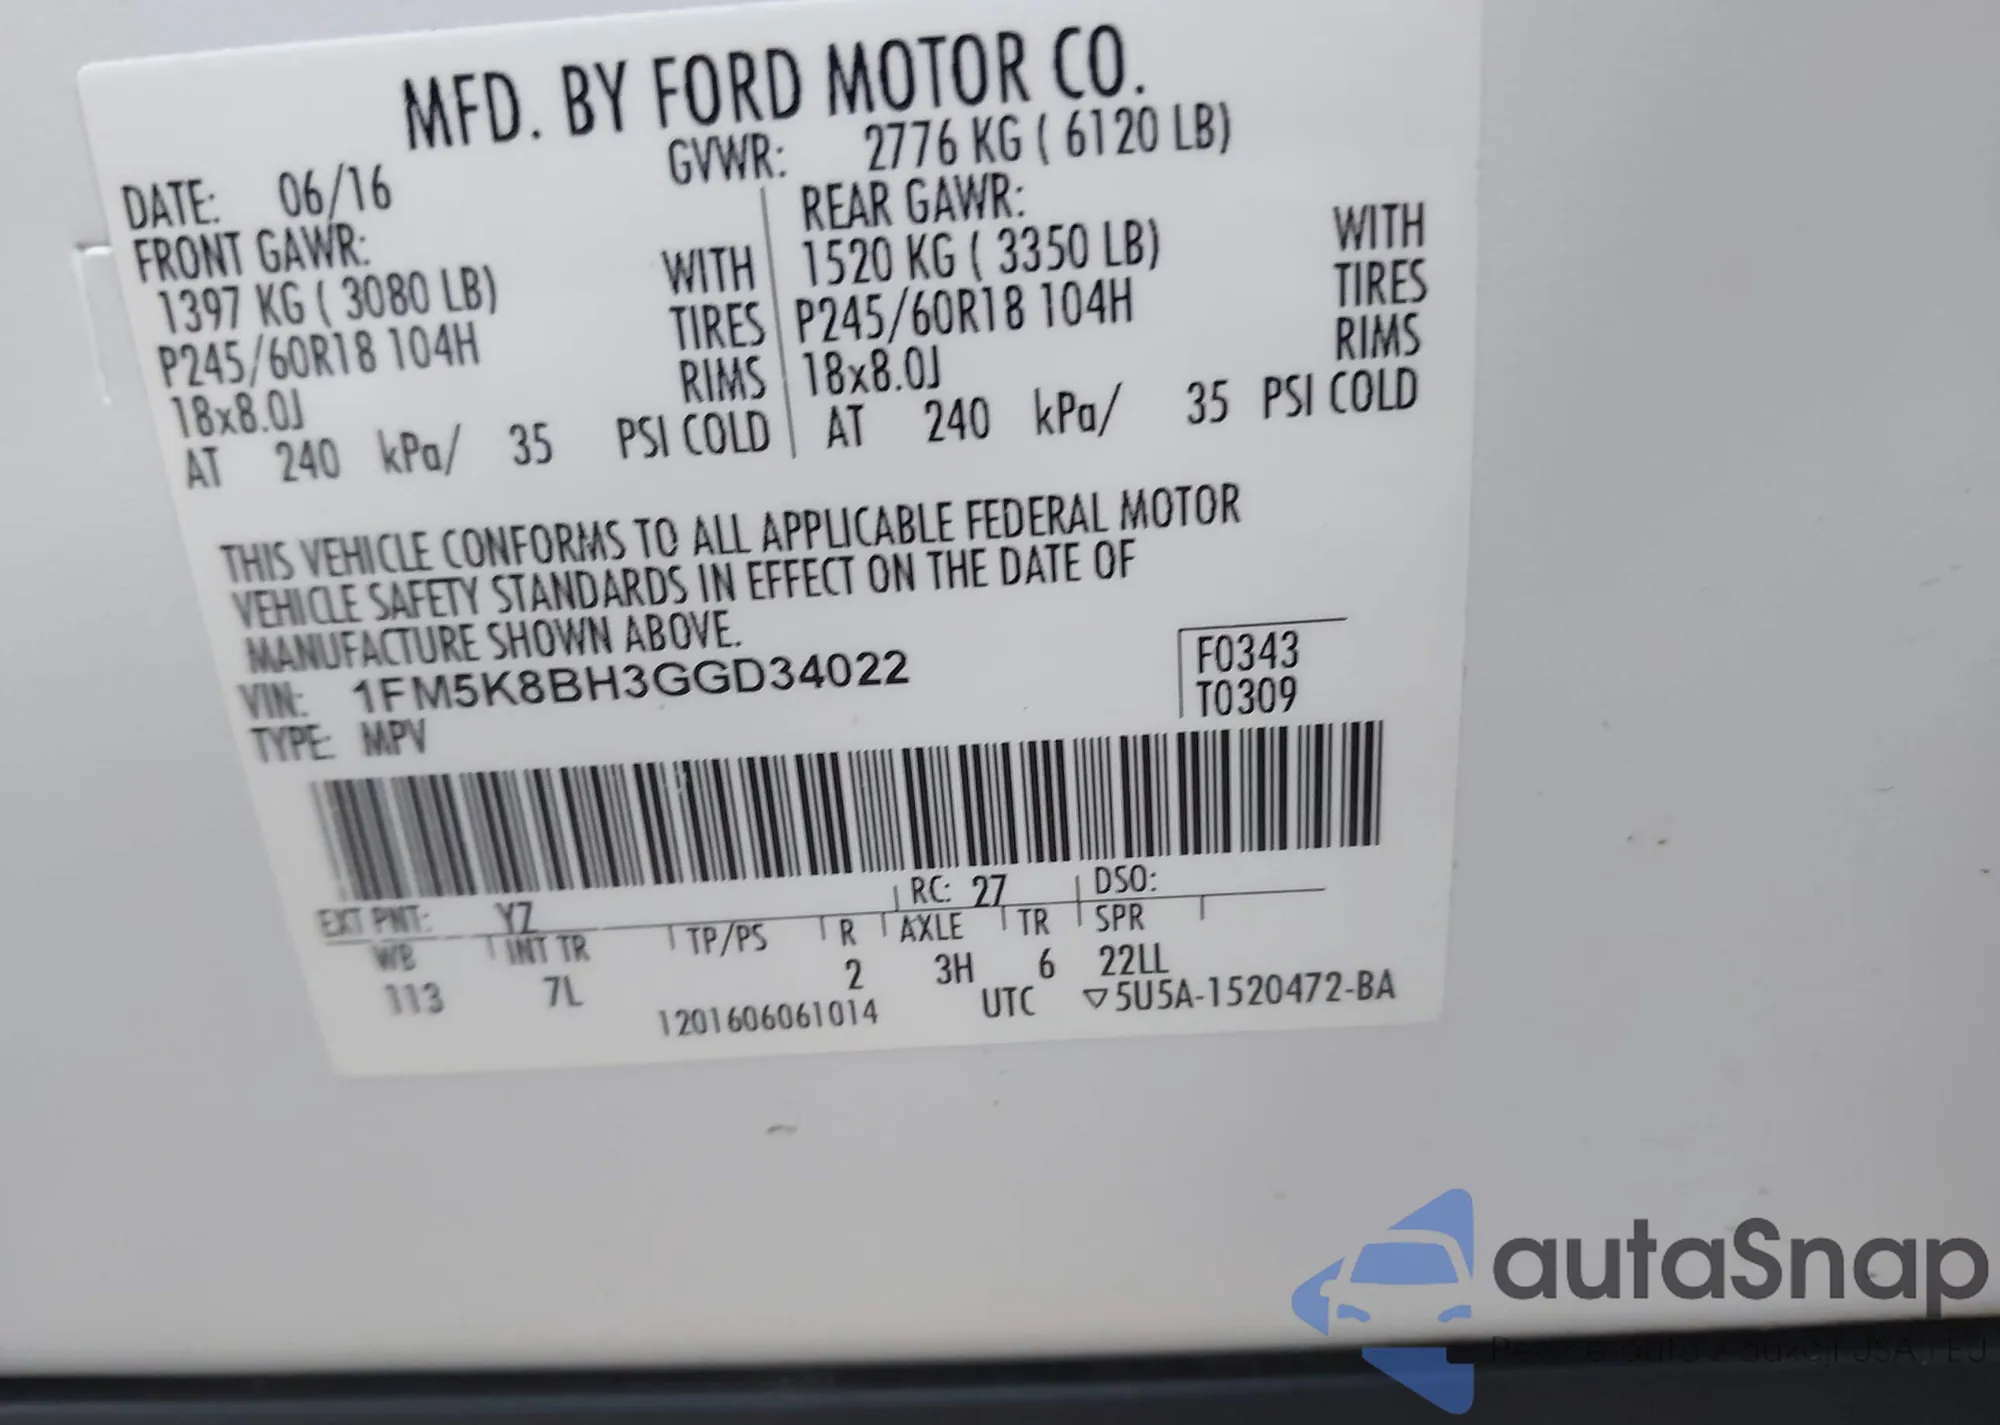 MFD. BY FORD MOTOR CO.
DATE: 06/16 GVWR: 2776 KG ( 6120 LB)
FRONT GAWR: REAR GAWR:
1397 KG ( 3080 LB) WITH 1520 KG ( 3350 LB) WITH
P245/60R18 104H TIRES P245/60R18 104H TIRES
18x8.0J RIMS 18x8.0J RIMS
AT 240 kPa/ 35 PSI COLD AT 240 kPa/ 35 PSI COLD
THIS VEHICLE CONFORMS TO ALL APPLICABLE FEDERAL MOTOR
VEHICLE SAFETY STANDARDS IN EFFECT ON THE DATE OF
MANUFACTURE SHOWN ABOVE.
VIN: 1FM5K8BH3GGD34022
TYPE: MPV
F0343
T0309
EXT PNT: YZ RC: 27 DSO:
WB INT TR TP/PS R AXLE TR SPR
113 7L 2 3H 6 22LL
1201606061014 UTC ▽5U5A-1520472-BA
autaSnap